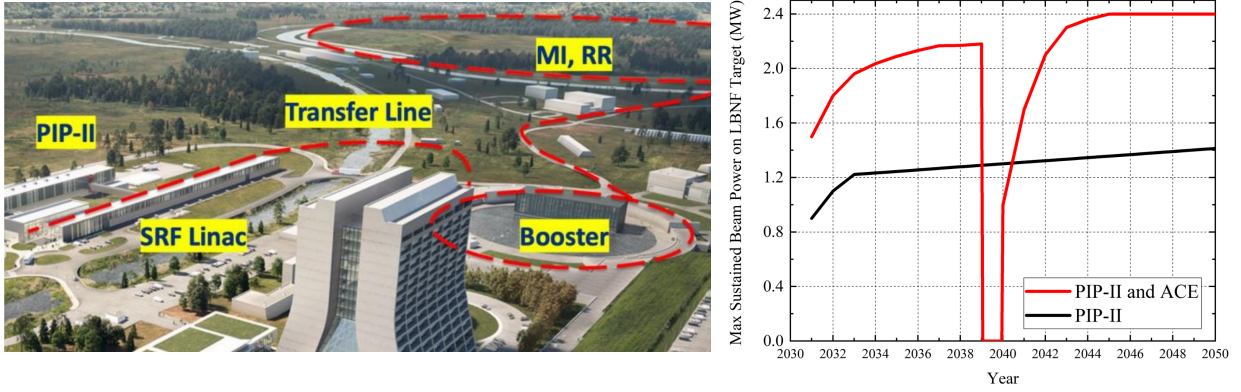 MI, RR
Transfer Line
PIP-II
SRF Linac
Booster
Max Sustained Beam Power on LBNF Target (MW)
2.4
2.0
1.6
1.2
0.8
0.4
0.0
PIP-II and ACE
PIP-II
2030 2032 2034 2036 2038 2040 2042 2044 2046 2048 2050
Year